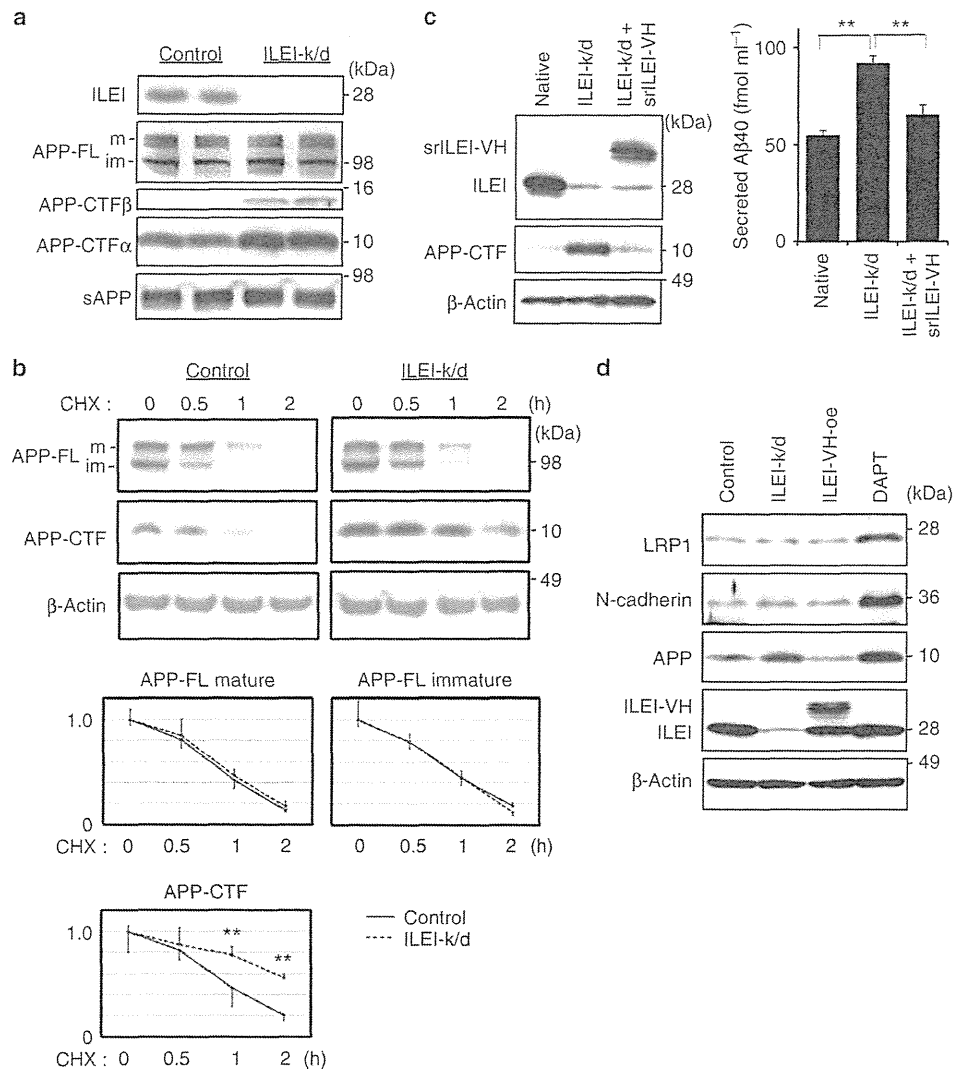 a
Control ILEI-k/d
(kDa)
ILEI
28
APP-FL
m
im
98
16
APP-CTFβ
APP-CTFα
10
98
sAPP
b
Control ILEI-k/d
CHX : 0 0.5 1 2 0 0.5 1 2 (h)
(kDa)
APP-FL
m
im
98
APP-CTF
10
49
β-Actin
APP-FL mature
1.0
0
CHX : 0 0.5 1 2
APP-FL immature
0 0.5 1 2 (h)
APP-CTF
1.0
**
**
0
CHX : 0 0.5 1 2 (h)
Control
ILEI-k/d
c
Native
ILEI-k/d
ILEI-k/d +
srILEI-VH
(kDa)
srILEI-VH
ILEI
28
APP-CTF
10
49
β-Actin
Secreted Aβ40 (fmol ml⁻¹)
100
50
0
**
**
Native
ILEI-k/d
ILEI-k/d +
srILEI-VH
d
Control
ILEI-k/d
ILEI-VH-oe
DAPT
(kDa)
LRP1
28
N-cadherin
36
APP
10
ILEI-VH
ILEI
28
49
β-Actin